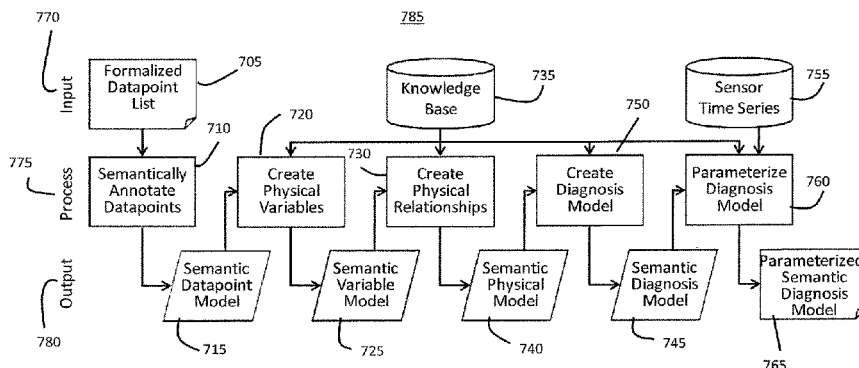 770
785
Input
Formalized
Datapoint
List
705
Knowledge
Base
735
Sensor
Time Series
755
775
Process
710
720
730
750
Semantically
Annotate
Datapoints
Create
Physical
Variables
Create
Physical
Relationships
Create
Diagnosis
Model
Parameterize
Diagnosis
Model
760
Output
780
Semantic
Datapoint
Model
715
Semantic
Variable
Model
725
Semantic
Physical
Model
740
Semantic
Diagnosis
Model
745
Parameterized
Semantic
Diagnosis
Model
765